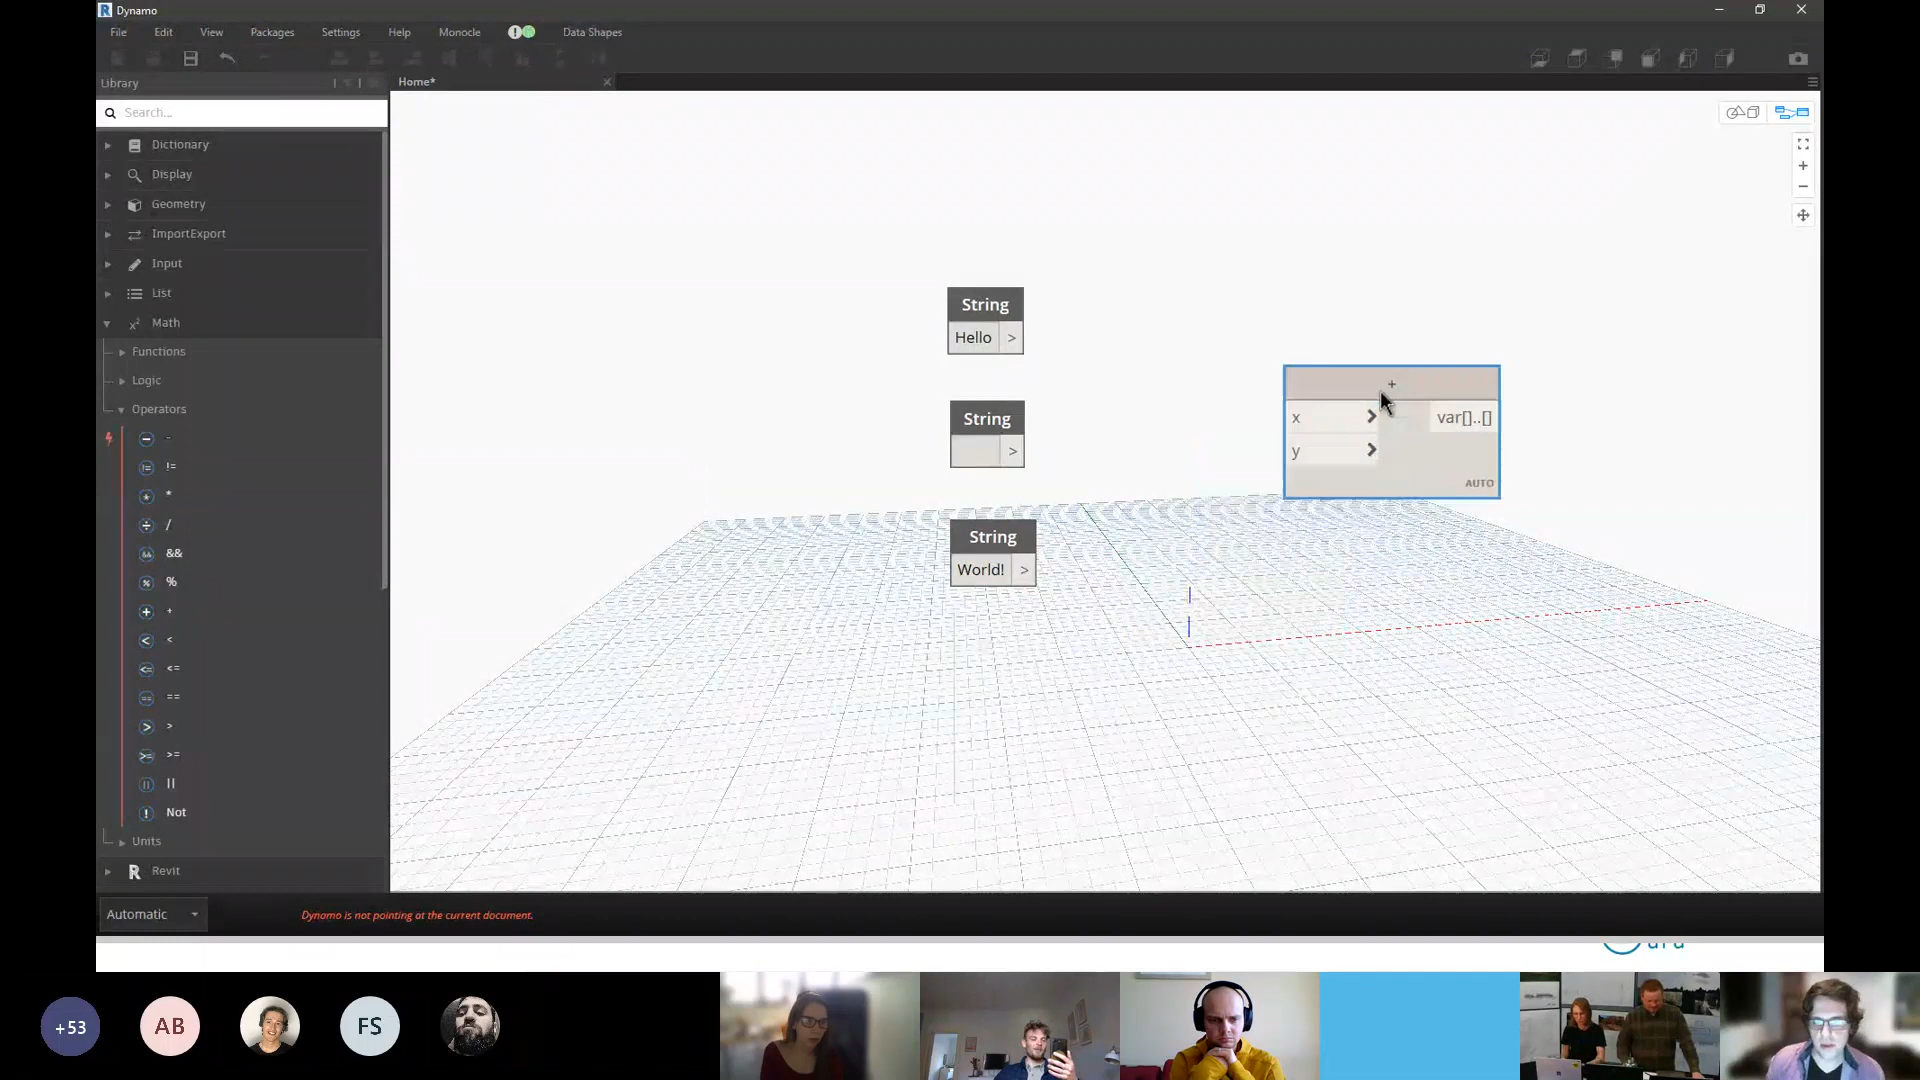 Dynamo
File Edit View Packages Settings Help Monocle Data Shapes
Library
Home*
Search...
Dictionary
Display
Geometry
ImportExport
Input
List
Math
Functions
Logic
Operators
-
!=
*
/
&&
%
+
<
<=
==
>
>=
||
Not
Units
Revit
String
Hello >
String
>
String
World! >
+
x > var[]..[]
y >
AUTO
Automatic
Dynamo is not pointing at the current document.
+53
AB
FS